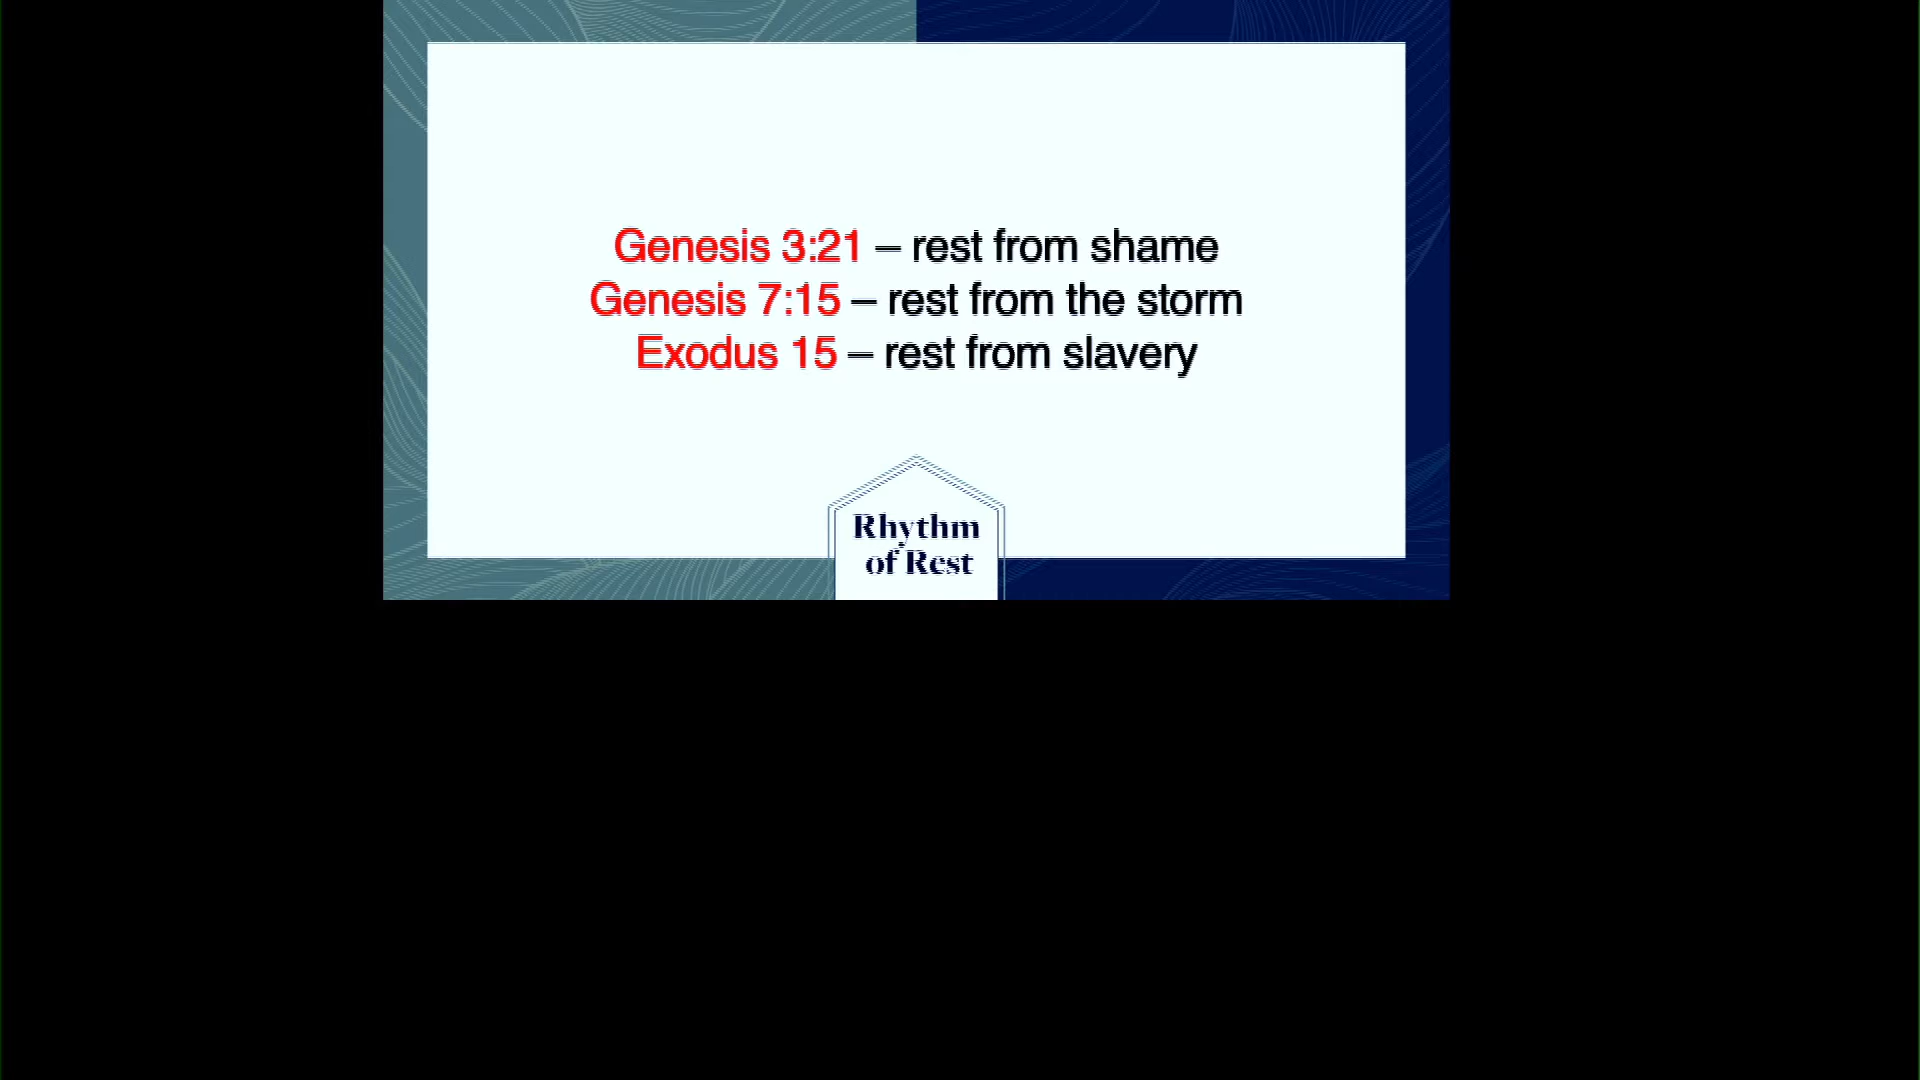 Genesis 3:21 – rest from shame
Genesis 7:15 – rest from the storm
Exodus 15 – rest from slavery
Rhythm
of Rest